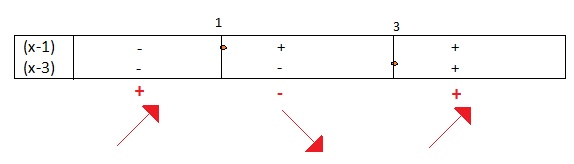 1 3
(x-1) - + +
(x-3) - - +
+ - +